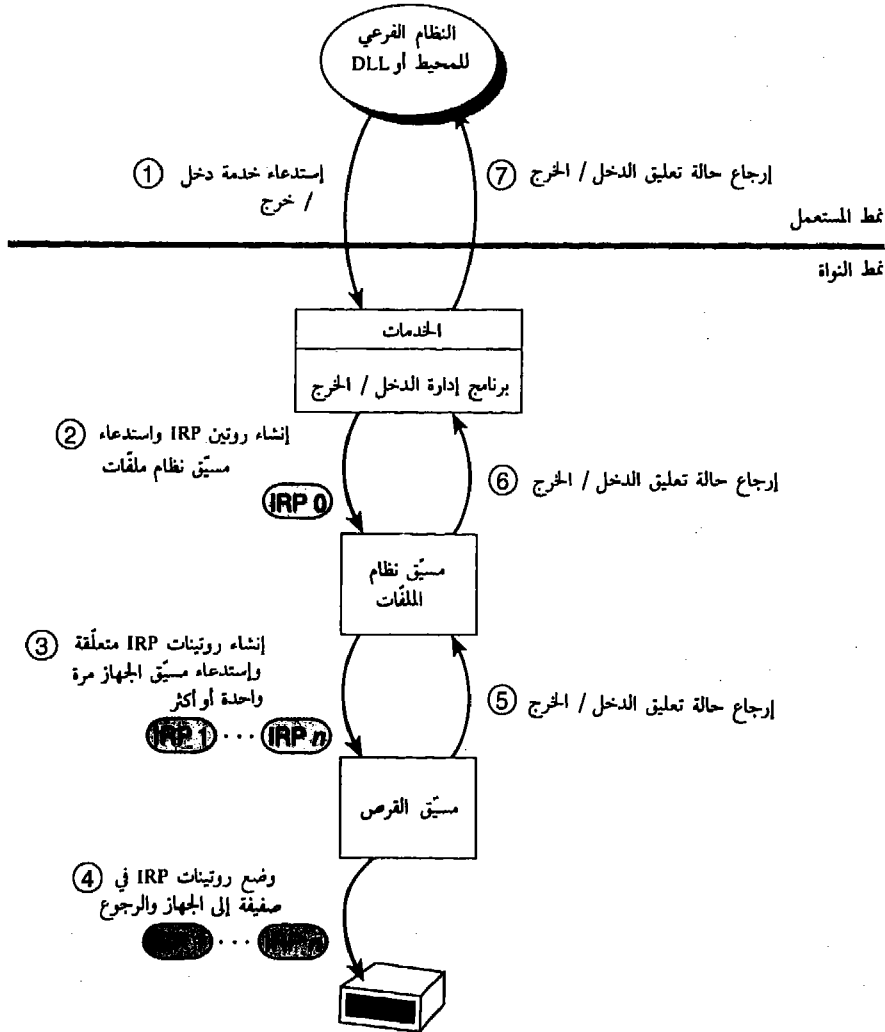 النظام الفرعي
للمحيط أو DLL
إستدعاء خدمة دخل ①
/ خرج
إرجاع حالة تعليق الدخل / الخرج ⑦
نمط المستعمل
نمط النواة
الخدمات
برنامج إدارة الدخل / الخرج
إنشاء روتين IRP واستدعاء ②
مسيّق نظام ملفّات
IRP 0
إرجاع حالة تعليق الدخل / الخرج ⑥
مسيّق نظام
الملفّات
إنشاء روتينات IRP متعلّقة ③
وإستدعاء مسيّق الجهاز مرة
واحدة أو أكثر
IRP 1 ··· IRP n
إرجاع حالة تعليق الدخل / الخرج ⑤
مسيّق القرص
وضع روتينات IRP في ④
صفيفة إلى الجهاز والرجوع
···